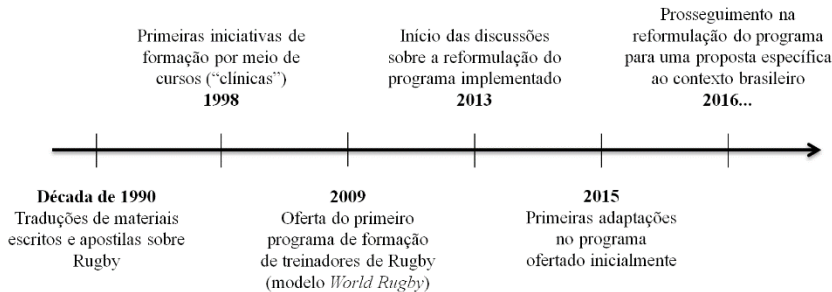 Primeiras iniciativas de
formação por meio de
cursos (“clínicas”)
1998
Início das discussões
sobre a reformulação do
programa implementado
2013
Prosseguimento na
reformulação do programa
para uma proposta específica
ao contexto brasileiro
2016...
Década de 1990
Traduções de materiais
escritos e apostilas sobre
Rugby
2009
Oferta do primeiro
programa de formação
de treinadores de Rugby
(modelo World Rugby)
2015
Primeiras adaptações
no programa
ofertado inicialmente